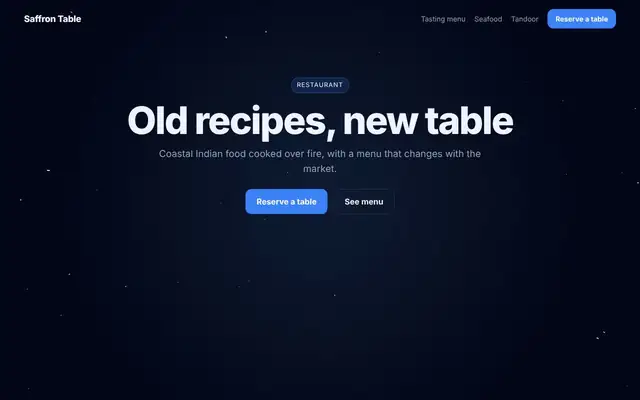 Saffron Table
Tasting menu
Seafood
Tandoor
Reserve a table
RESTAURANT
Old recipes, new table
Coastal Indian food cooked over fire, with a menu that changes with the
market.
Reserve a table
See menu